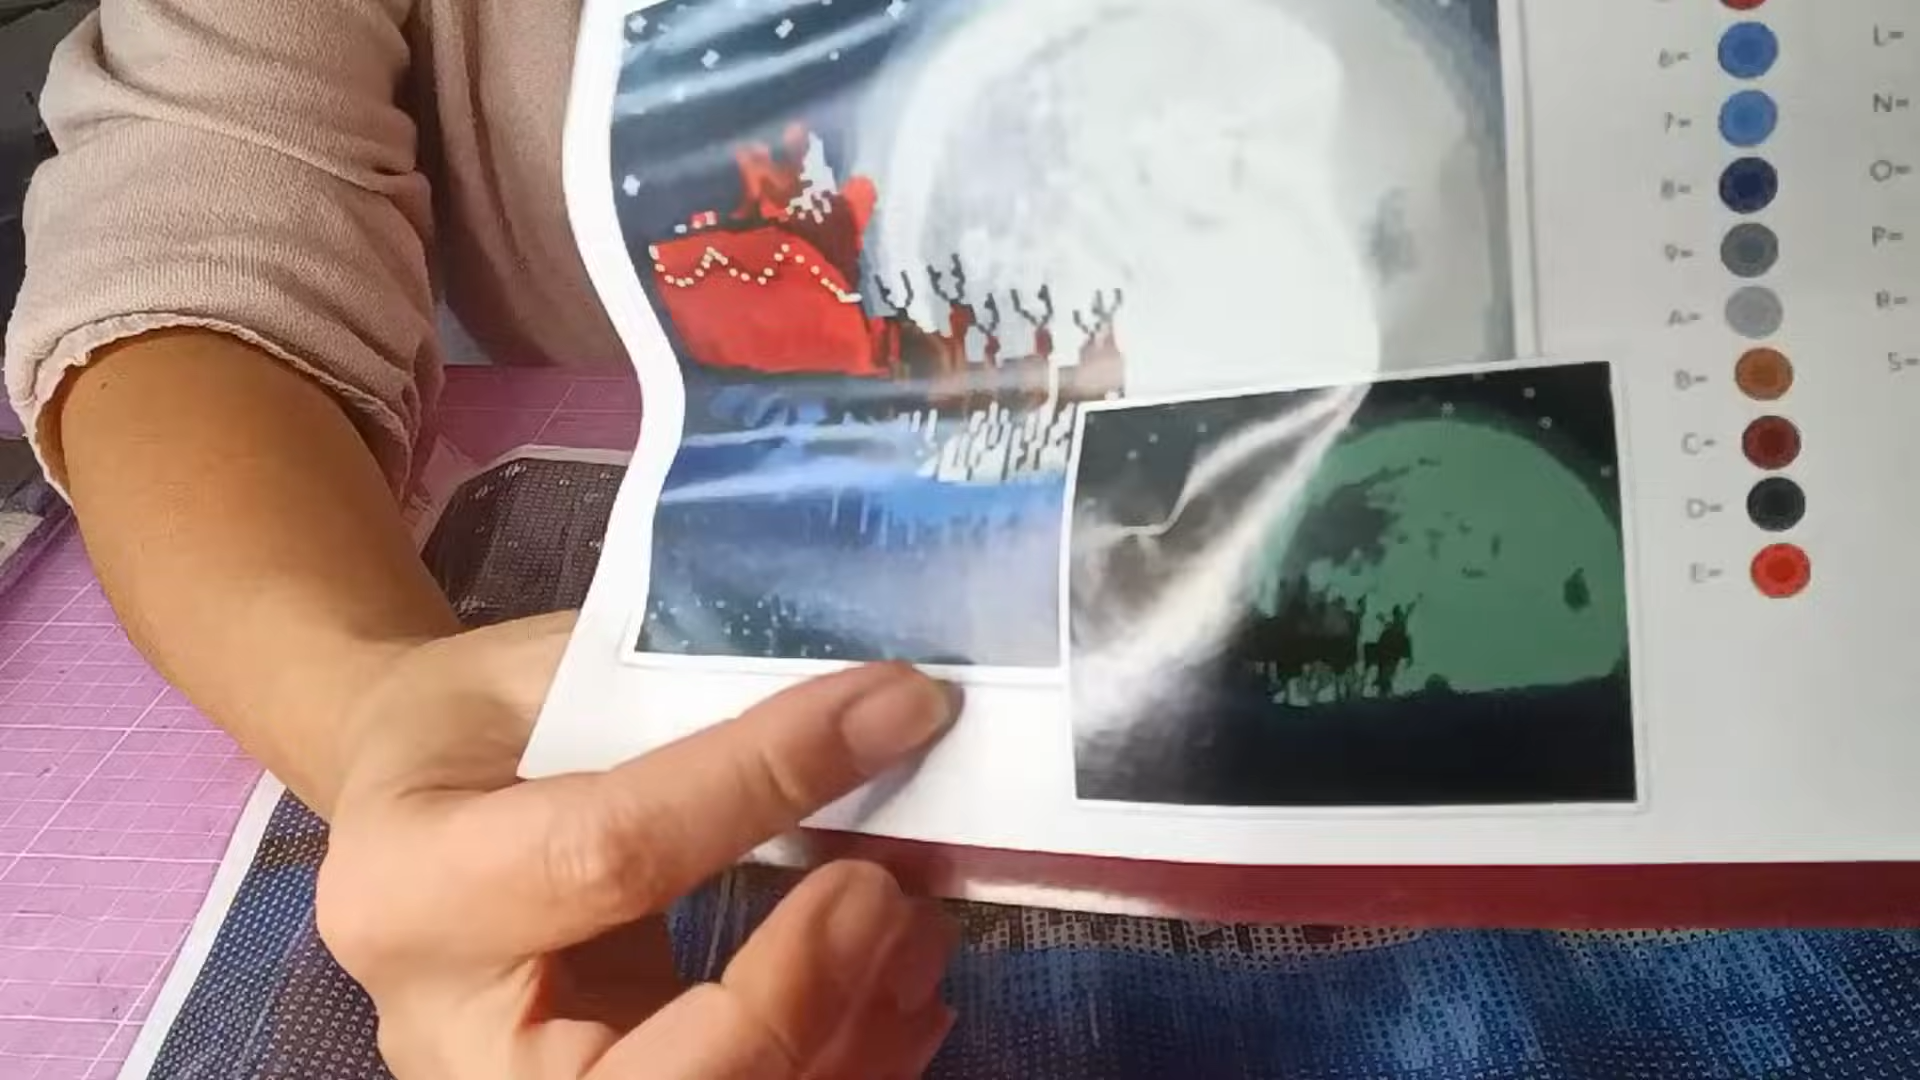 6=
7=
8=
9=
A=
B=
C=
D=
E=
L=
N=
O=
P=
R=
S=